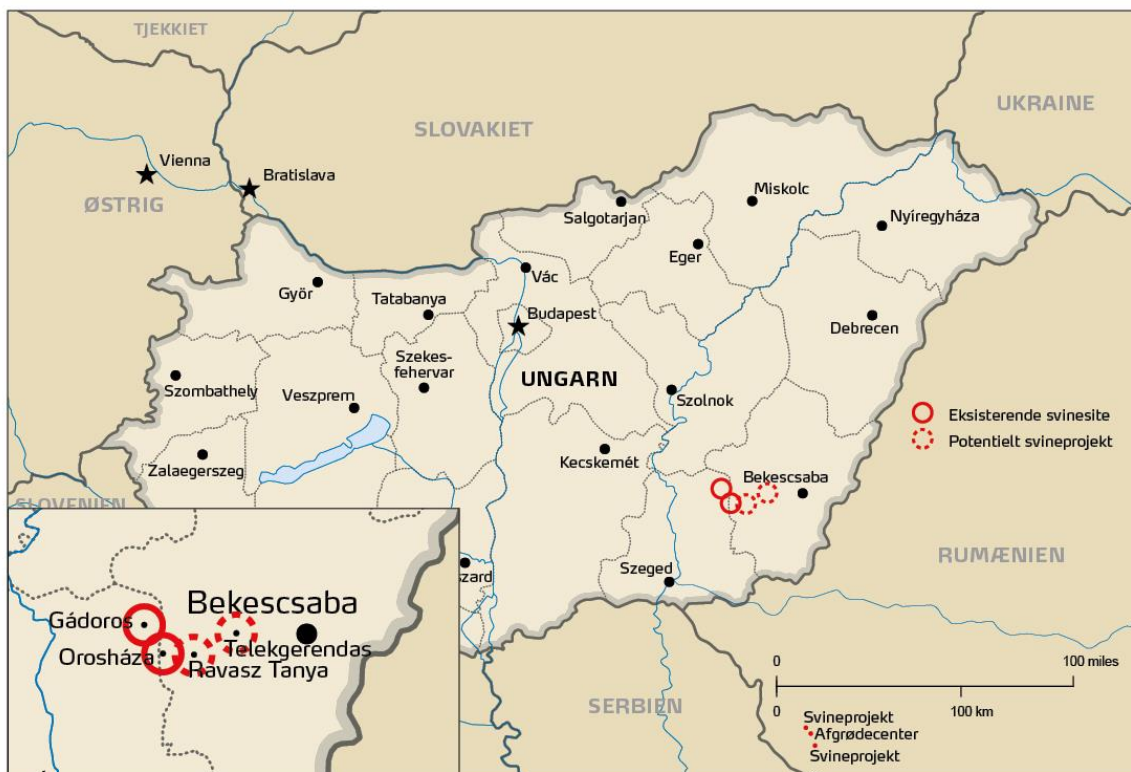 TJEKKIET
UKRAINE
SLOVAKIET
Vienna
Bratislava
ØSTRIG
Miskolc
Salgotarjan
Nyíregyháza
Eger
Vác
Györ
Tatabanya
Budapest
Debrecen
Szekes-
fehervar
UNGARN
Szombathely
Veszprem
Szolnok
Eksisterende svinesite
Potentielt svineprojekt
Kecskemét
Zalaegerszeg
Bekescsaba
SLOVENIEN
RUMÆNIEN
Szeged
szard
Bekescsaba
Gádoros
Telekgerendas
Orosháza
Ravasz Tanya
SERBIEN
0 100 miles
0 100 km
Svineprojekt
Afgrødecenter
Svineprojekt